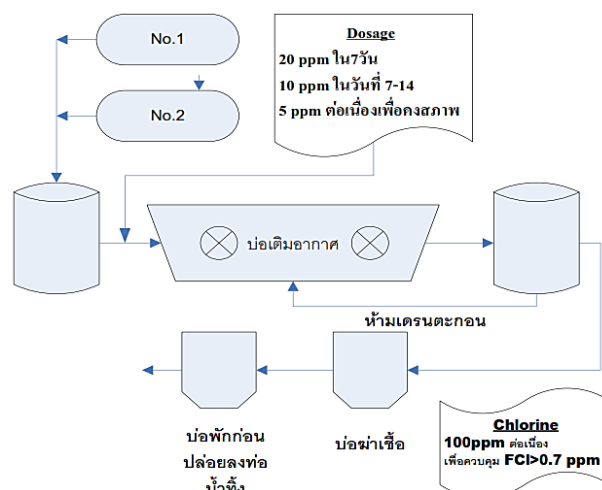 No.1
No.2
Dosage
20 ppm ใน7วัน
10 ppm ในวันที่ 7-14
5 ppm ต่อเนื่องเพื่อคงสภาพ
บ่อเติมอากาศ
ห้ามเดรนตะกอน
บ่อพักก่อน
ปล่อยลงท่อ
น้ำทิ้ง
บ่อฆ่าเชื้อ
Chlorine
100ppm ต่อเนื่อง
เพื่อควบคุม FCl>0.7 ppm